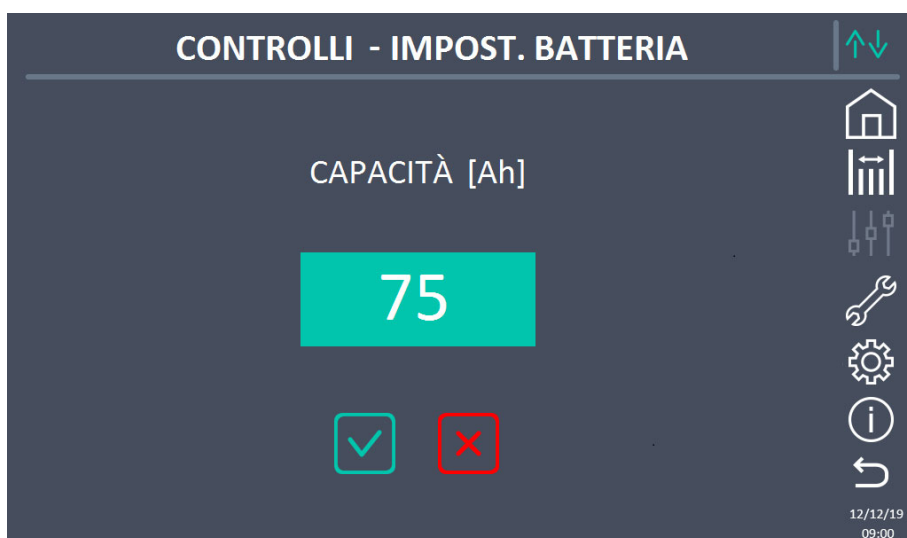 CONTROLLI - IMPOST. BATTERIA
CAPACITÀ [Ah]
75
12/12/19
09:00